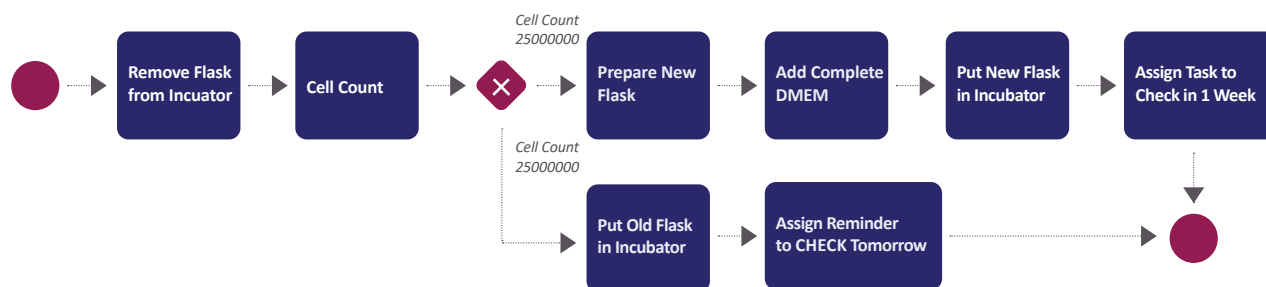 Cell Count
25000000
Remove Flask
from Incuator
Cell Count
Prepare New
Flask
Add Complete
DMEM
Put New Flask
in Incubator
Assign Task to
Check in 1 Week
Cell Count
25000000
Put Old Flask
in Incubator
Assign Reminder
to CHECK Tomorrow